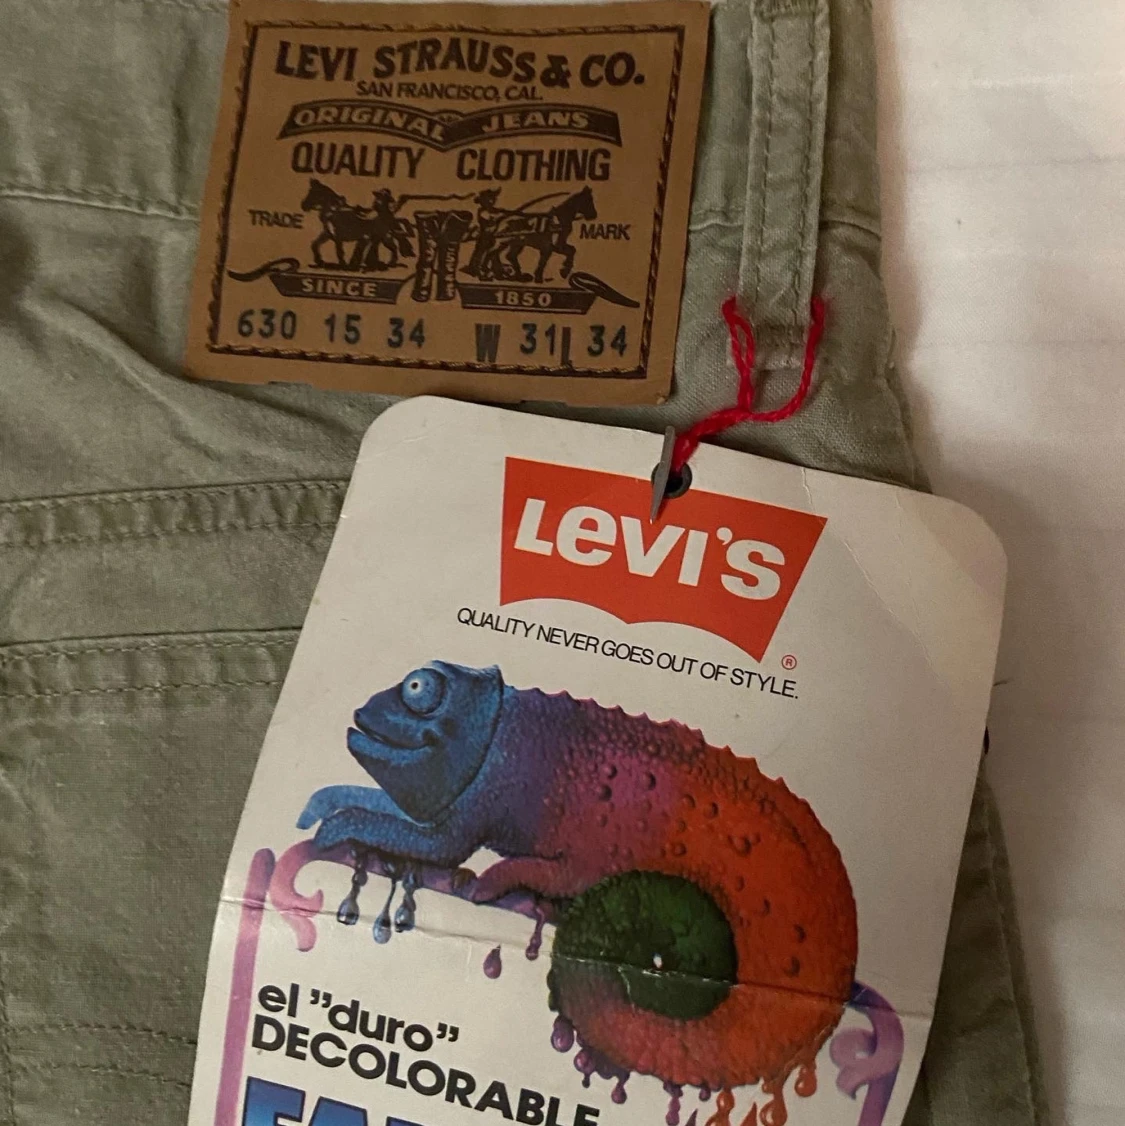 LEVI STRAUSS & CO.
SAN FRANCISCO, CAL.
ORIGINAL JEANS
QUALITY CLOTHING
TRADE MARK
SINCE 1850
630 15 34 W 31 L 34
LEVI'S
QUALITY NEVER GOES OUT OF STYLE.
®
el "duro"
DECOLORABLE